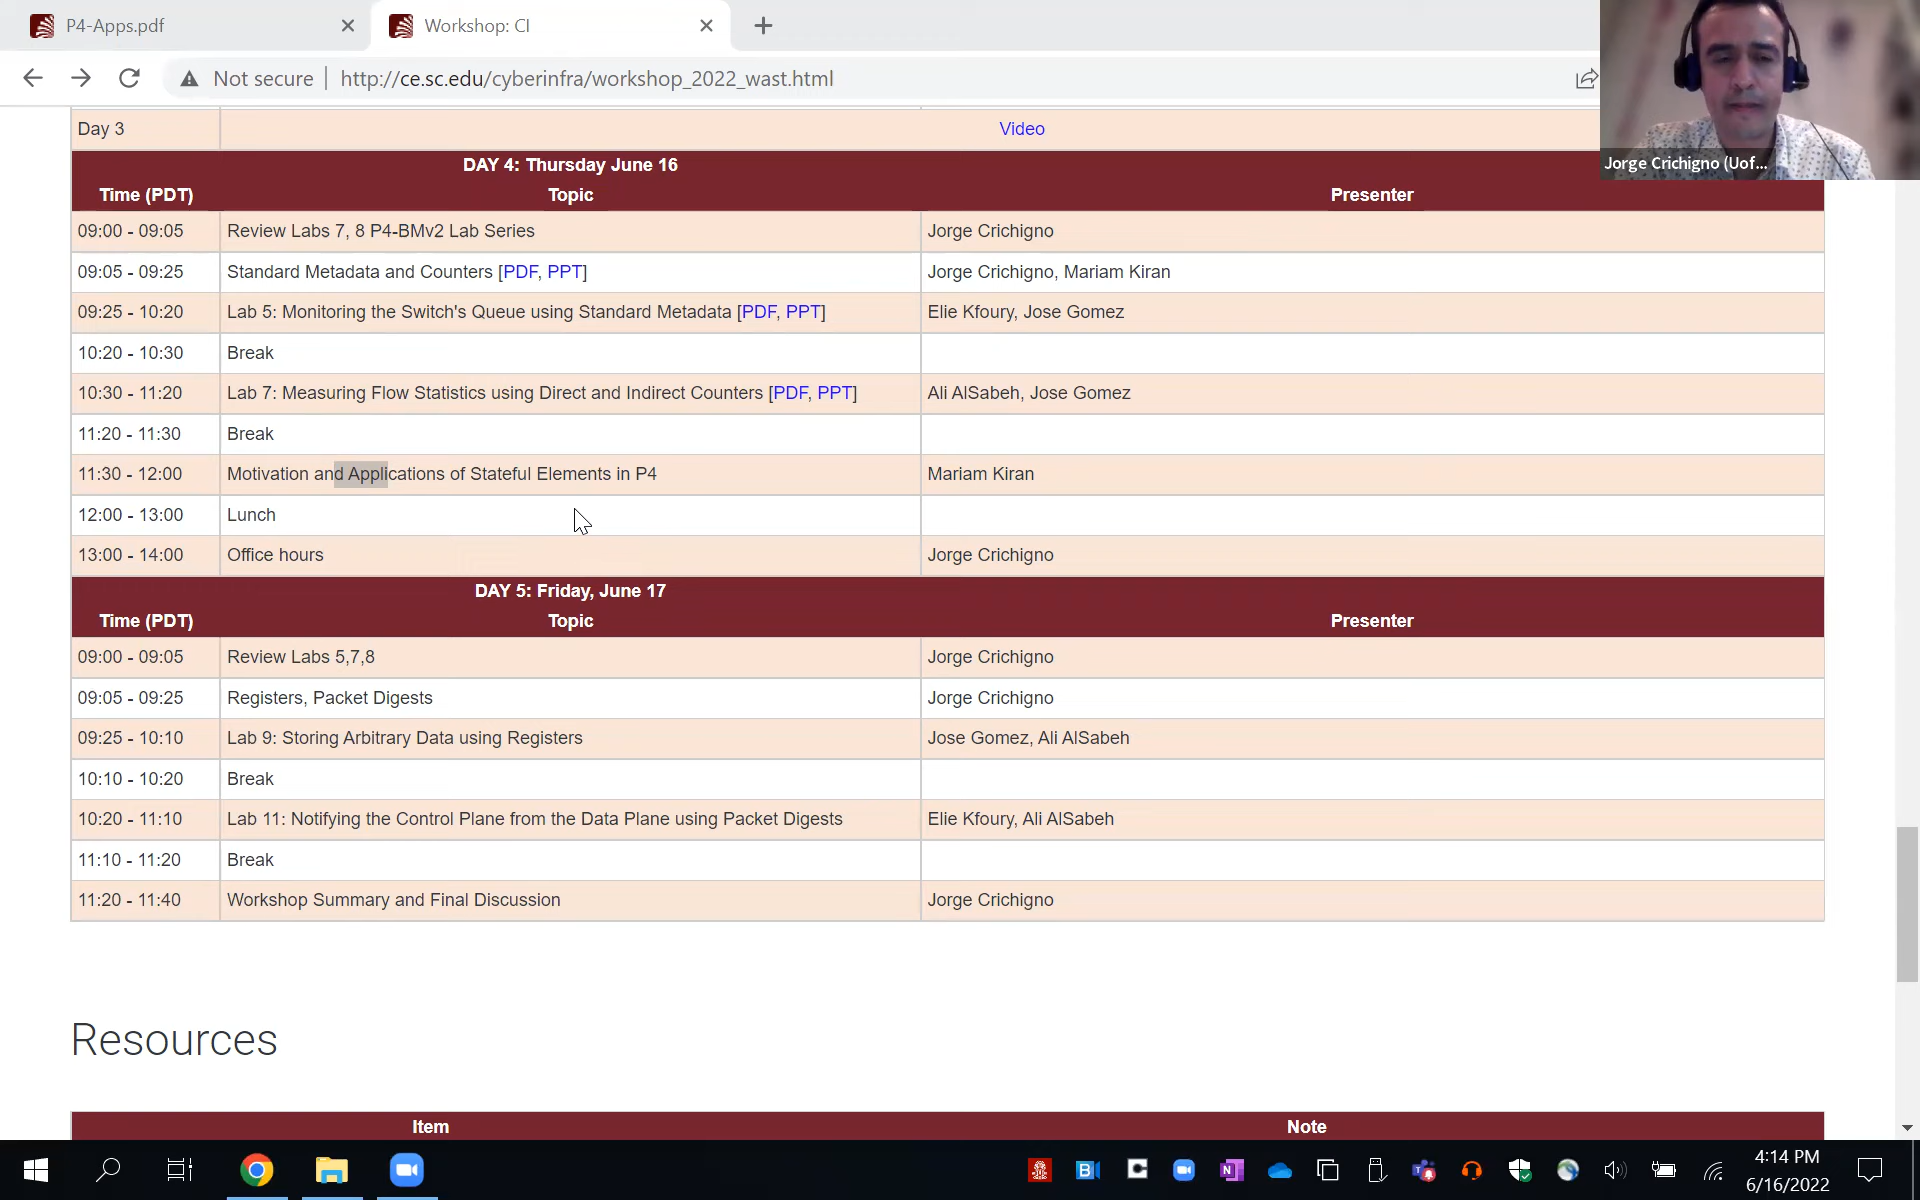 P4-Apps.pdf
Workshop: CI
Not secure
http://ce.sc.edu/cyberinfra/workshop_2022_wast.html
Jorge Crichigno (Uof...
Day 3 Video
DAY 4: Thursday June 16
Time (PDT) Topic Presenter
09:00 - 09:05 Review Labs 7, 8 P4-BMv2 Lab Series Jorge Crichigno
09:05 - 09:25 Standard Metadata and Counters [PDF, PPT] Jorge Crichigno, Mariam Kiran
09:25 - 10:20 Lab 5: Monitoring the Switch's Queue using Standard Metadata [PDF, PPT] Elie Kfoury, Jose Gomez
10:20 - 10:30 Break
10:30 - 11:20 Lab 7: Measuring Flow Statistics using Direct and Indirect Counters [PDF, PPT] Ali AlSabeh, Jose Gomez
11:20 - 11:30 Break
11:30 - 12:00 Motivation and Applications of Stateful Elements in P4 Mariam Kiran
12:00 - 13:00 Lunch
13:00 - 14:00 Office hours Jorge Crichigno
DAY 5: Friday, June 17
Time (PDT) Topic Presenter
09:00 - 09:05 Review Labs 5,7,8 Jorge Crichigno
09:05 - 09:25 Registers, Packet Digests Jorge Crichigno
09:25 - 10:10 Lab 9: Storing Arbitrary Data using Registers Jose Gomez, Ali AlSabeh
10:10 - 10:20 Break
10:20 - 11:10 Lab 11: Notifying the Control Plane from the Data Plane using Packet Digests Elie Kfoury, Ali AlSabeh
11:10 - 11:20 Break
11:20 - 11:40 Workshop Summary and Final Discussion Jorge Crichigno
Resources
Item Note
4:14 PM
6/16/2022